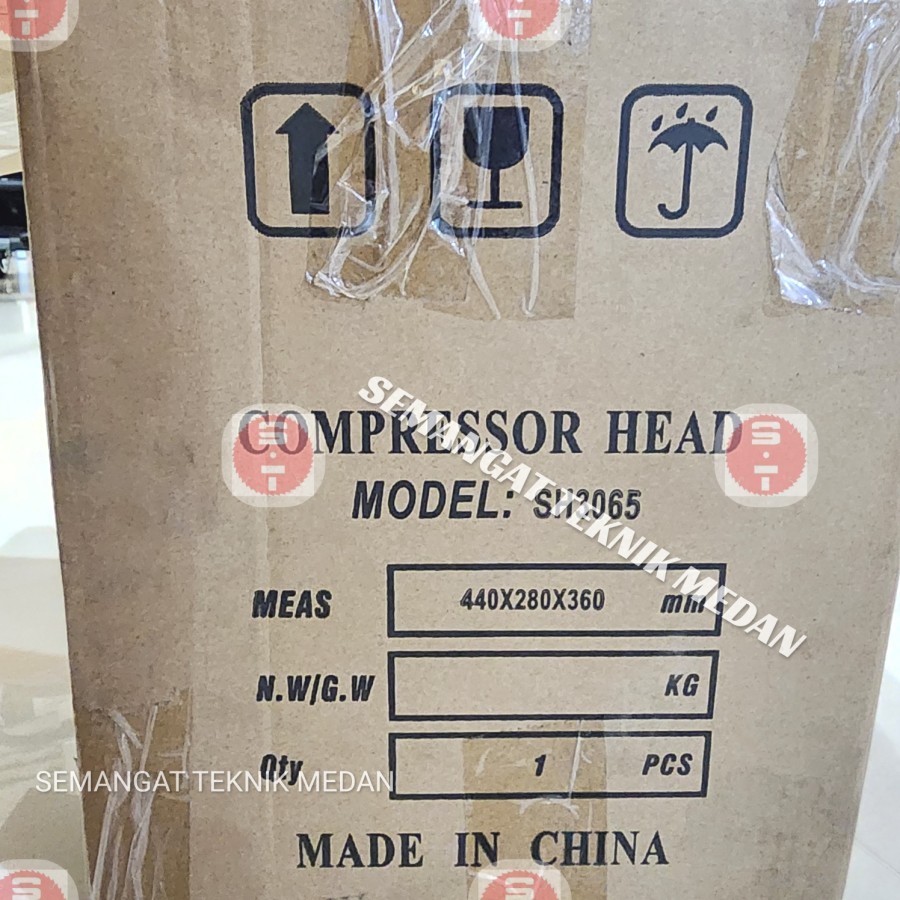 COMPRESSOR HEAD
MODEL: SH2065
MEAS 440X280X360 mm
N.W/G.W KG
Qty 1 PCS
MADE IN CHINA
SEMANGAT TEKNIK MEDAN
SEMANGAT TEKNIK MEDAN
S·T
S·T